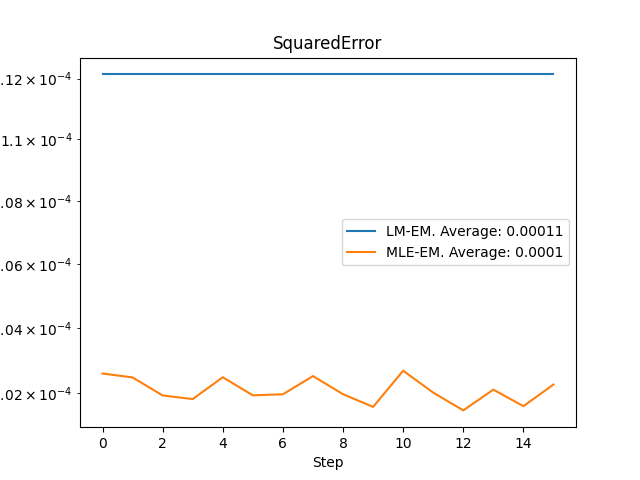 SquaredError
.12 × 10⁻⁴
1.1 × 10⁻⁴
.08 × 10⁻⁴
.06 × 10⁻⁴
.04 × 10⁻⁴
.02 × 10⁻⁴
LM-EM. Average: 0.00011
MLE-EM. Average: 0.0001
0 2 4 6 8 10 12 14
Step